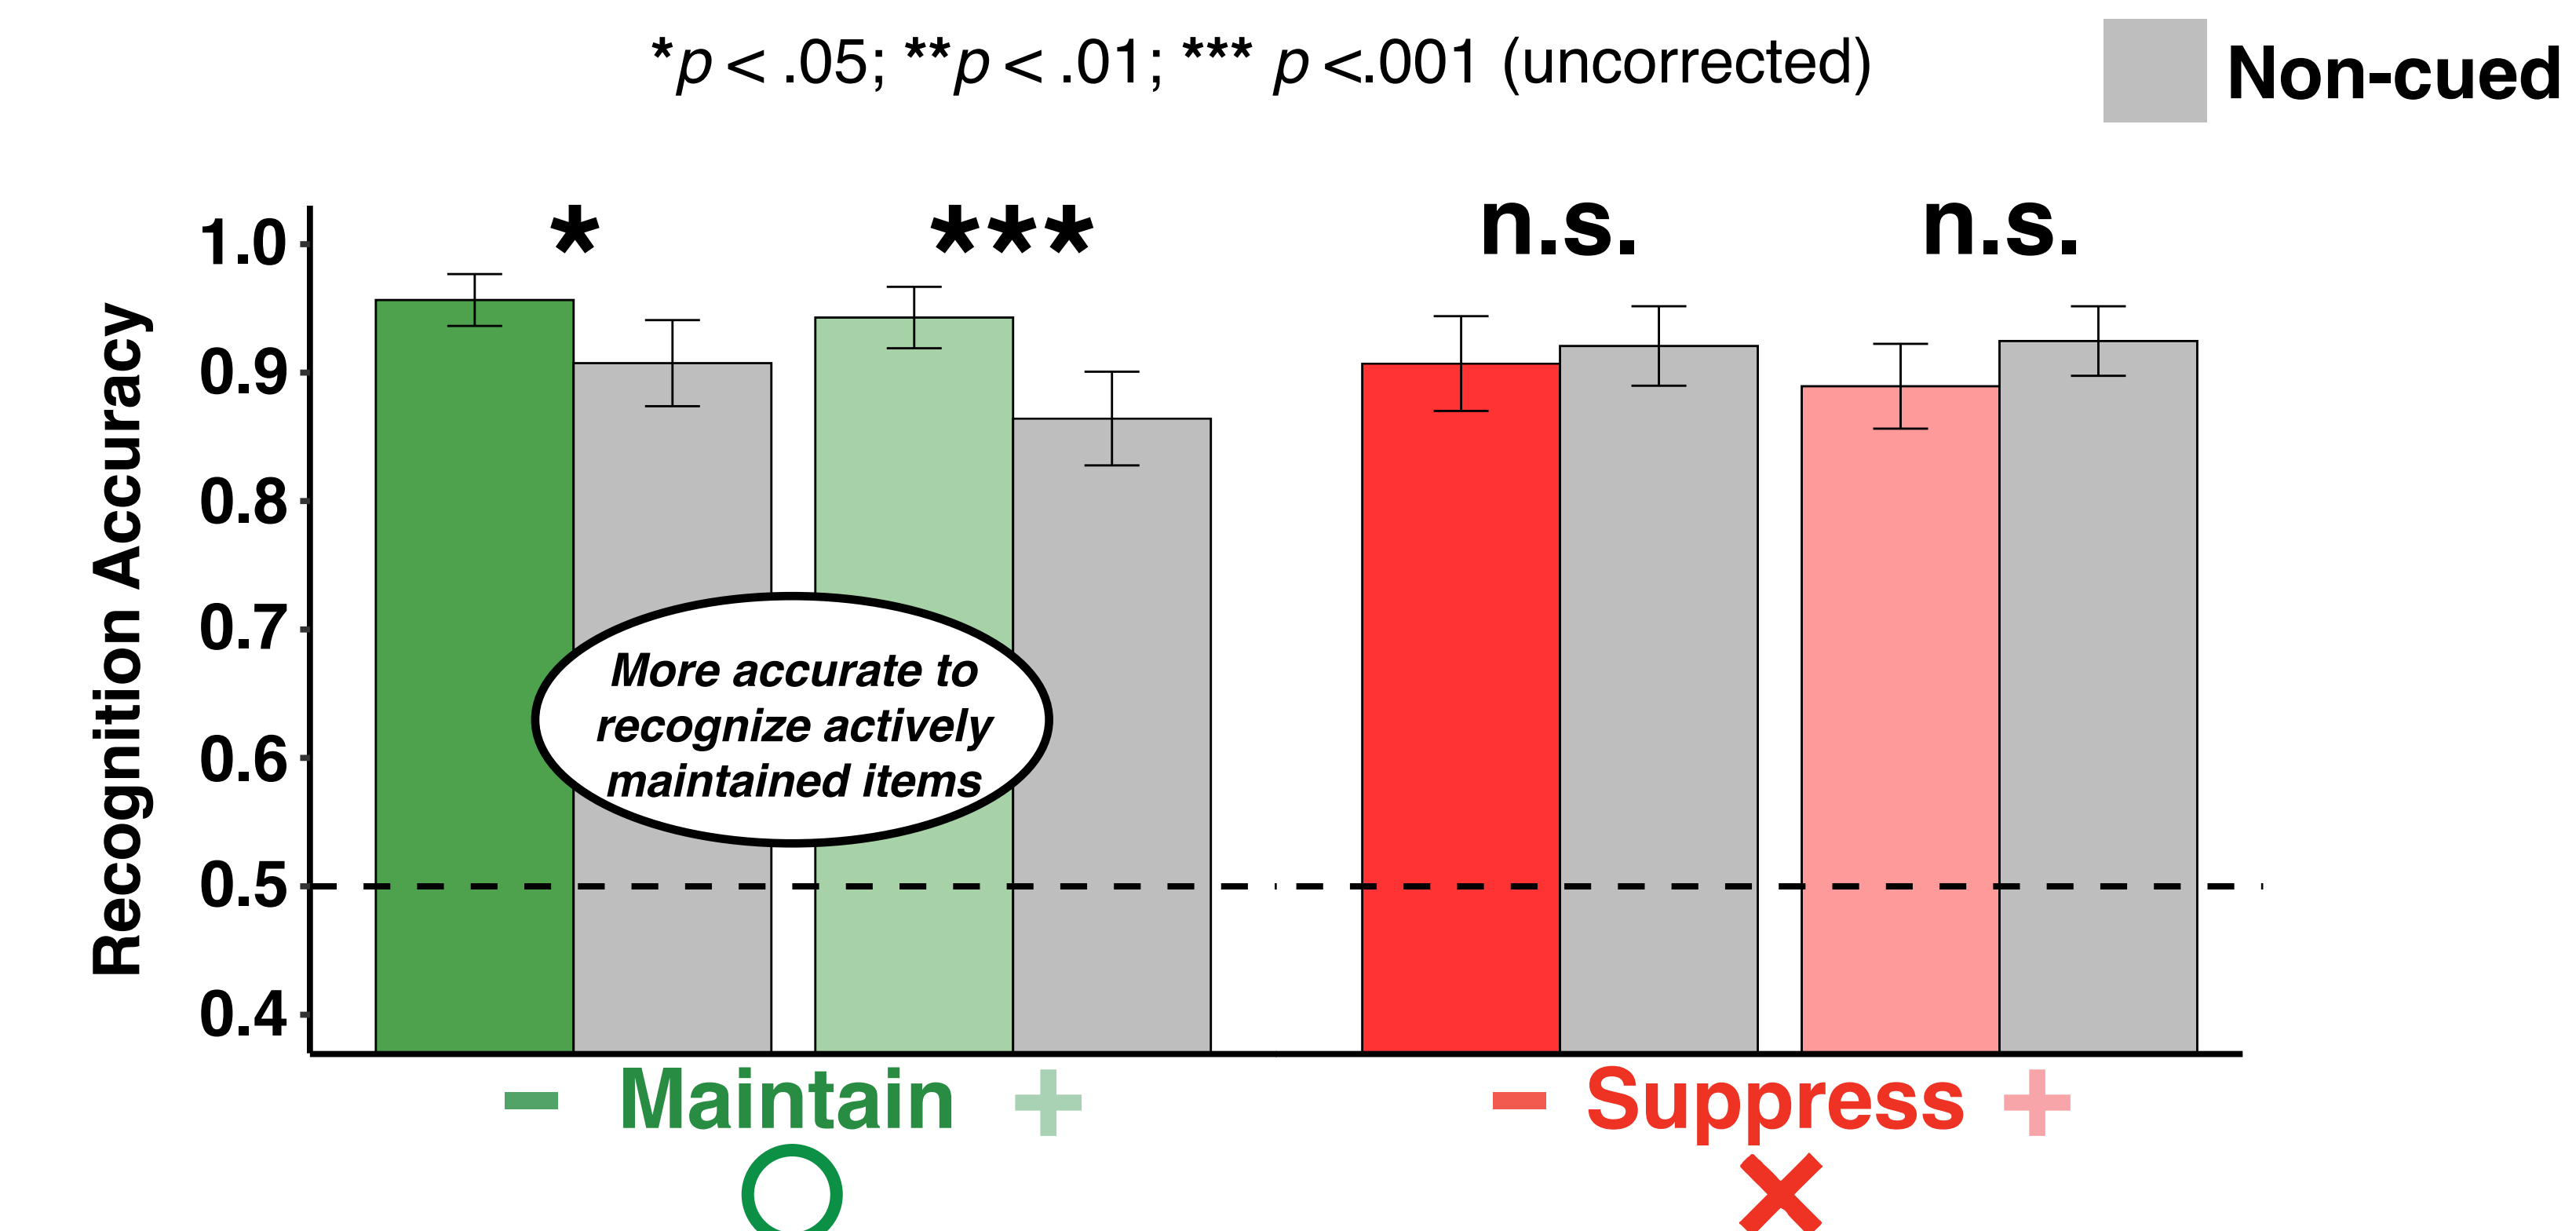 *p < .05; **p < .01; *** p <.001 (uncorrected)
Non-cued
* *** n.s. n.s.
Recognition Accuracy
1.0
0.9
0.8
0.7
0.6
0.5
0.4
More accurate to
recognize actively
maintained items
− Maintain +
− Suppress +